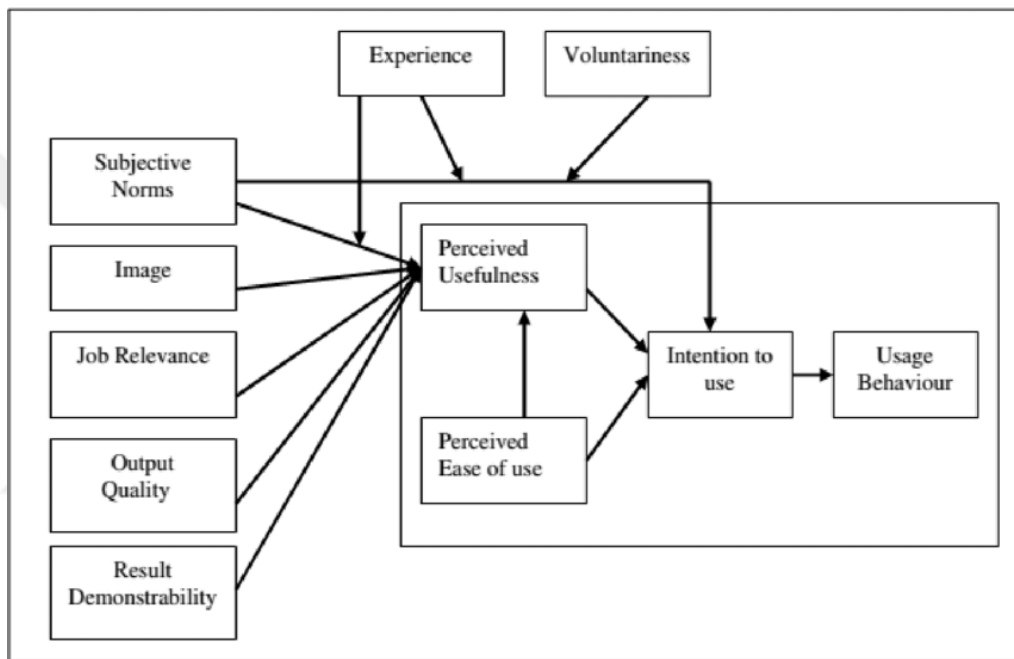 Experience
Voluntariness
Subjective
Norms
Image
Job Relevance
Output
Quality
Result
Demonstrability
Perceived
Usefulness
Perceived
Ease of use
Intention to
use
Usage
Behaviour